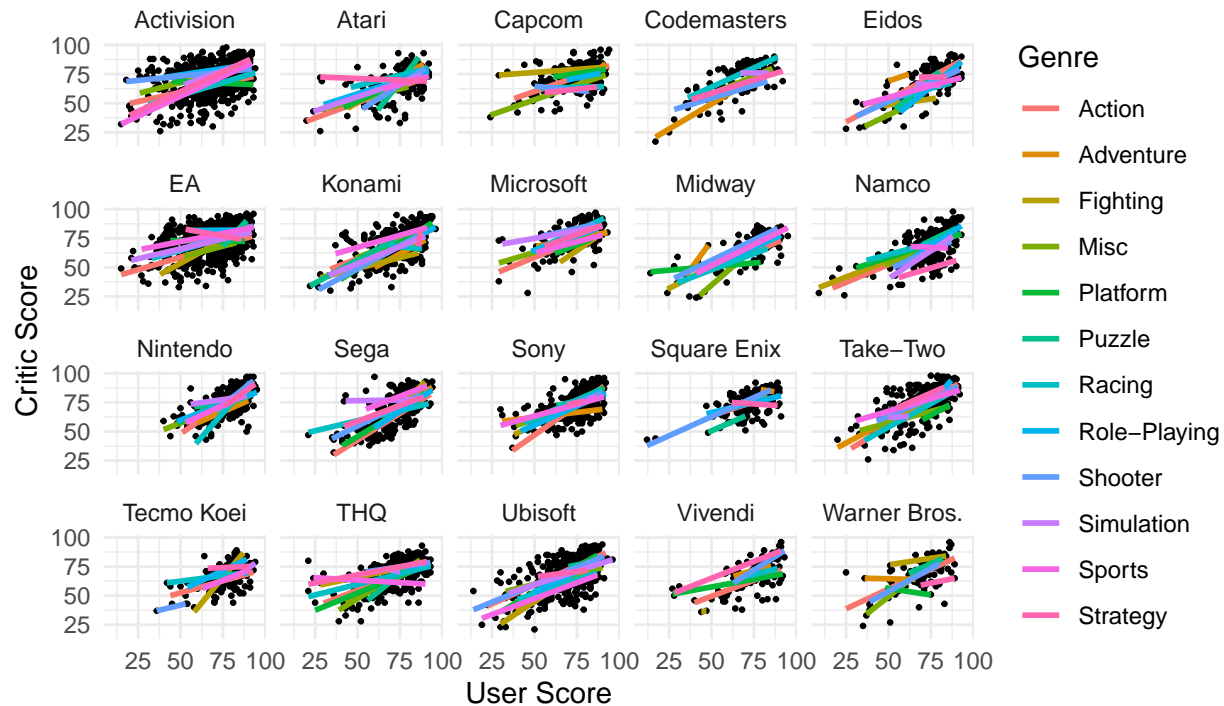 Activision Atari Capcom Codemasters Eidos
100
75
50
25
EA Konami Microsoft Midway Namco
100
75
50
25
Nintendo Sega Sony Square Enix Take−Two
100
75
50
25
Tecmo Koei THQ Ubisoft Vivendi Warner Bros.
100
75
50
25
25 50 75 100 25 50 75 100 25 50 75 100 25 50 75 100 25 50 75 100
User Score
Critic Score
Genre
Action
Adventure
Fighting
Misc
Platform
Puzzle
Racing
Role−Playing
Shooter
Simulation
Sports
Strategy